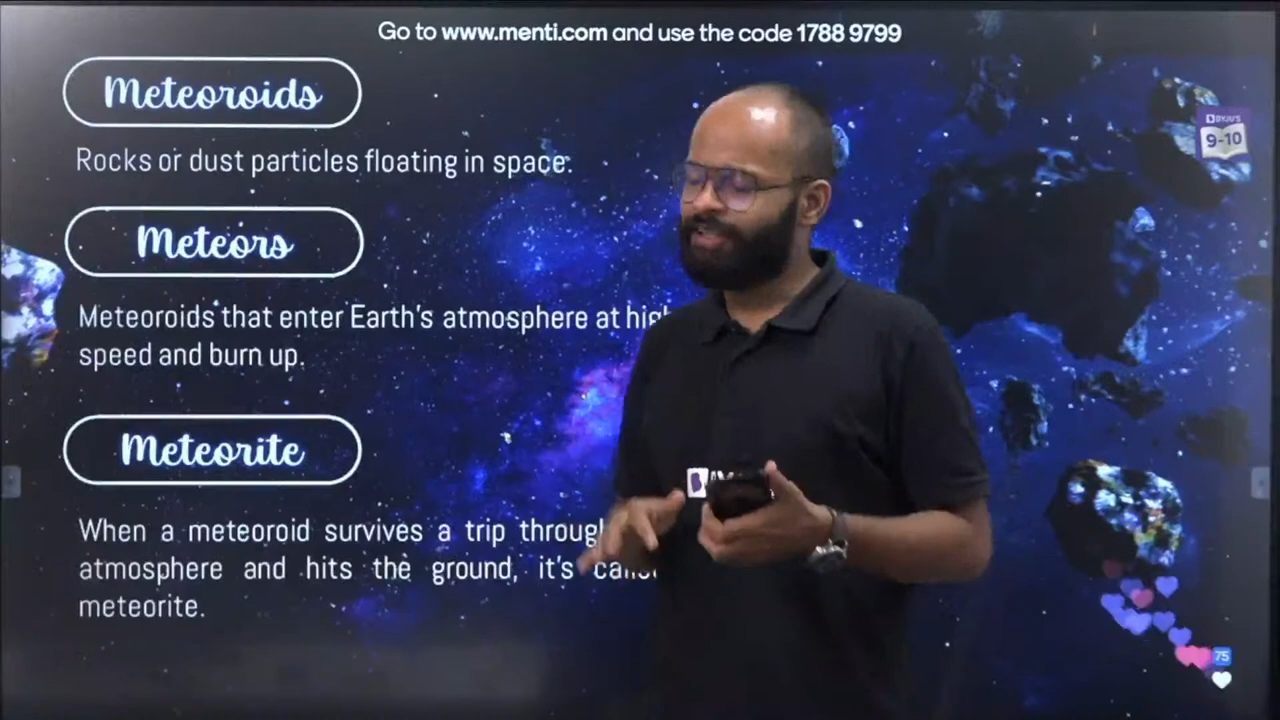 Go to www.menti.com and use the code 1788 9799
Meteoroids
BYJU'S
9-10
Rocks or dust particles floating in space.
Meteors
Meteoroids that enter Earth's atmosphere at
speed and burn up.
Meteorite
When a meteoroid survives a trip
atmosphere and hits the ground, it's
meteorite.
75